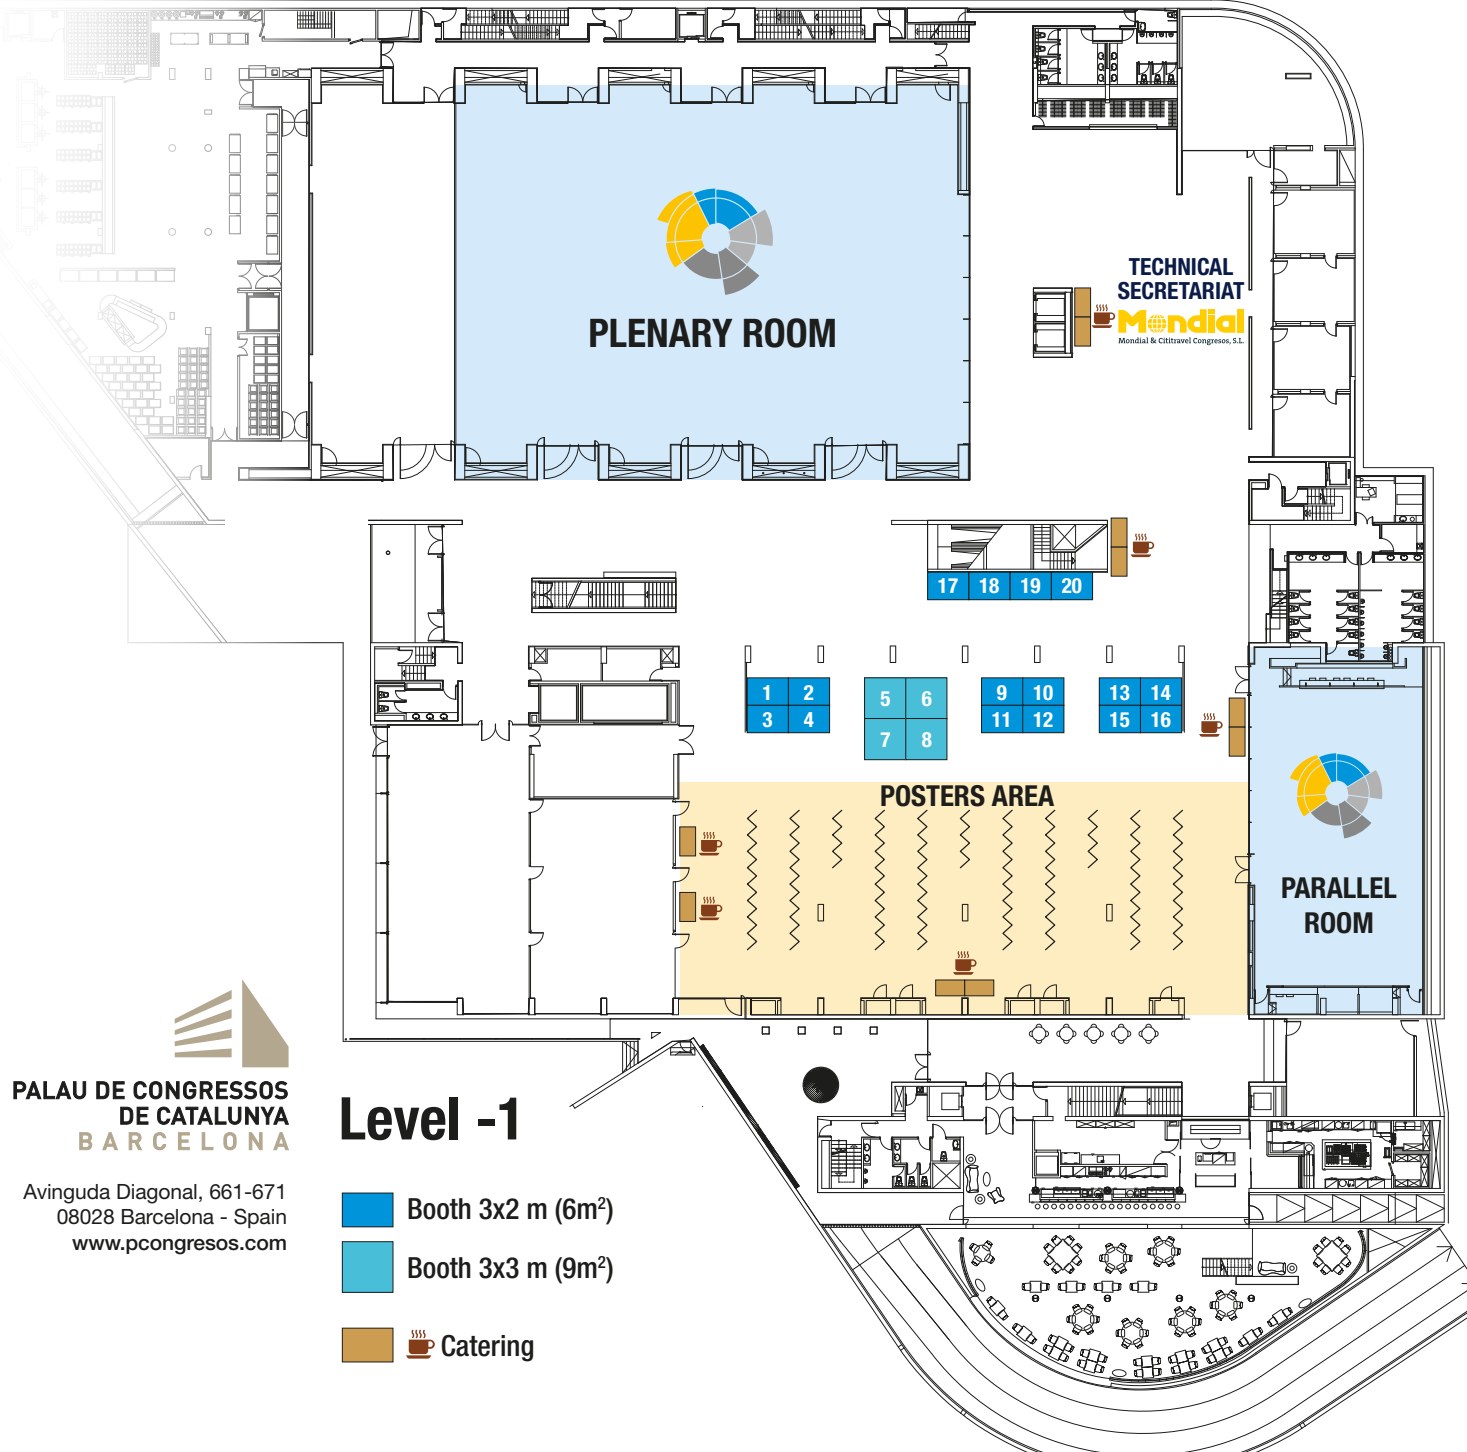 TECHNICAL
SECRETARIAT
Mondial
Mondial & Cititravel Congresos, S.L.
PLENARY ROOM
17 18 19 20
1 2 5 6 9 10 13 14
3 4 7 8 11 12 15 16
POSTERS AREA
PARALLEL
ROOM
PALAU DE CONGRESSOS
DE CATALUNYA
BARCELONA
Avinguda Diagonal, 661-671
08028 Barcelona - Spain
www.pcongresos.com
Level -1
Booth 3x2 m (6m²)
Booth 3x3 m (9m²)
Catering